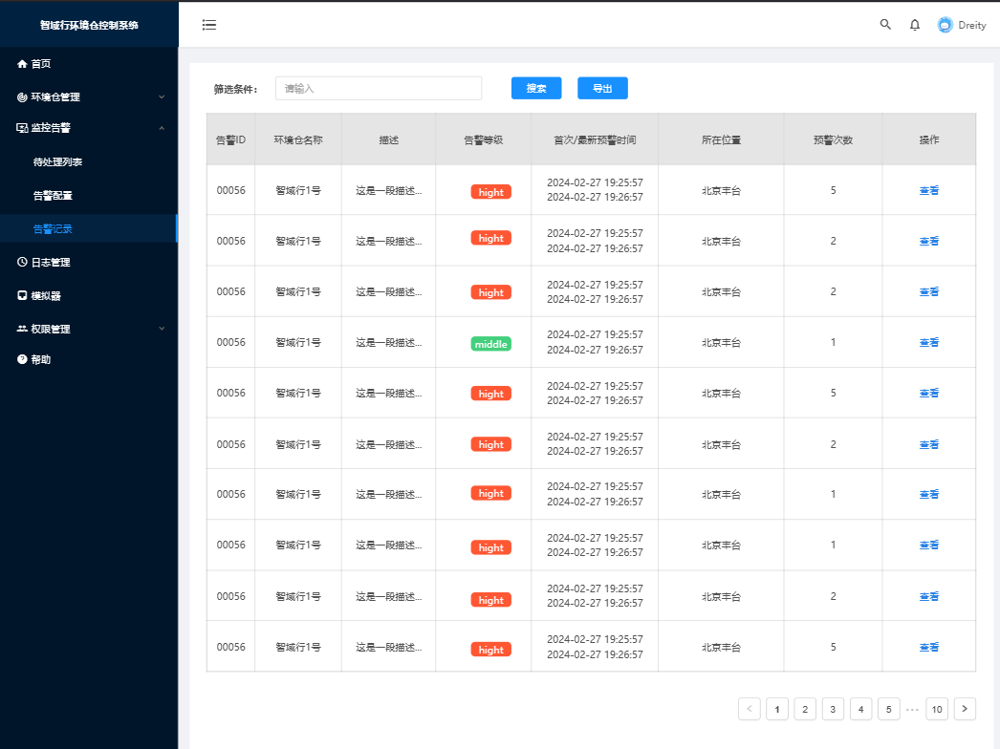 智域行环境仓控制系统
Dreity
首页
环境仓管理
监控告警
待处理列表
告警配置
告警记录
日志管理
模拟器
权限管理
帮助
筛选条件: 请输入 搜索 导出
告警ID 环境仓名称 描述 告警等级 首次/最新预警时间 所在位置 预警次数 操作
00056 智域行1号 这是一段描述... hight 2024-02-27 19:25:57 北京丰台 5 查看
2024-02-27 19:26:57
00056 智域行1号 这是一段描述... hight 2024-02-27 19:25:57 北京丰台 2 查看
2024-02-27 19:26:57
00056 智域行1号 这是一段描述... hight 2024-02-27 19:25:57 北京丰台 2 查看
2024-02-27 19:26:57
00056 智域行1号 这是一段描述... middle 2024-02-27 19:25:57 北京丰台 1 查看
2024-02-27 19:26:57
00056 智域行1号 这是一段描述... hight 2024-02-27 19:25:57 北京丰台 5 查看
2024-02-27 19:26:57
00056 智域行1号 这是一段描述... hight 2024-02-27 19:25:57 北京丰台 2 查看
2024-02-27 19:26:57
00056 智域行1号 这是一段描述... hight 2024-02-27 19:25:57 北京丰台 1 查看
2024-02-27 19:26:57
00056 智域行1号 这是一段描述... hight 2024-02-27 19:25:57 北京丰台 1 查看
2024-02-27 19:26:57
00056 智域行1号 这是一段描述... hight 2024-02-27 19:25:57 北京丰台 2 查看
2024-02-27 19:26:57
00056 智域行1号 这是一段描述... hight 2024-02-27 19:25:57 北京丰台 5 查看
2024-02-27 19:26:57
< 1 2 3 4 5 ··· 10 >